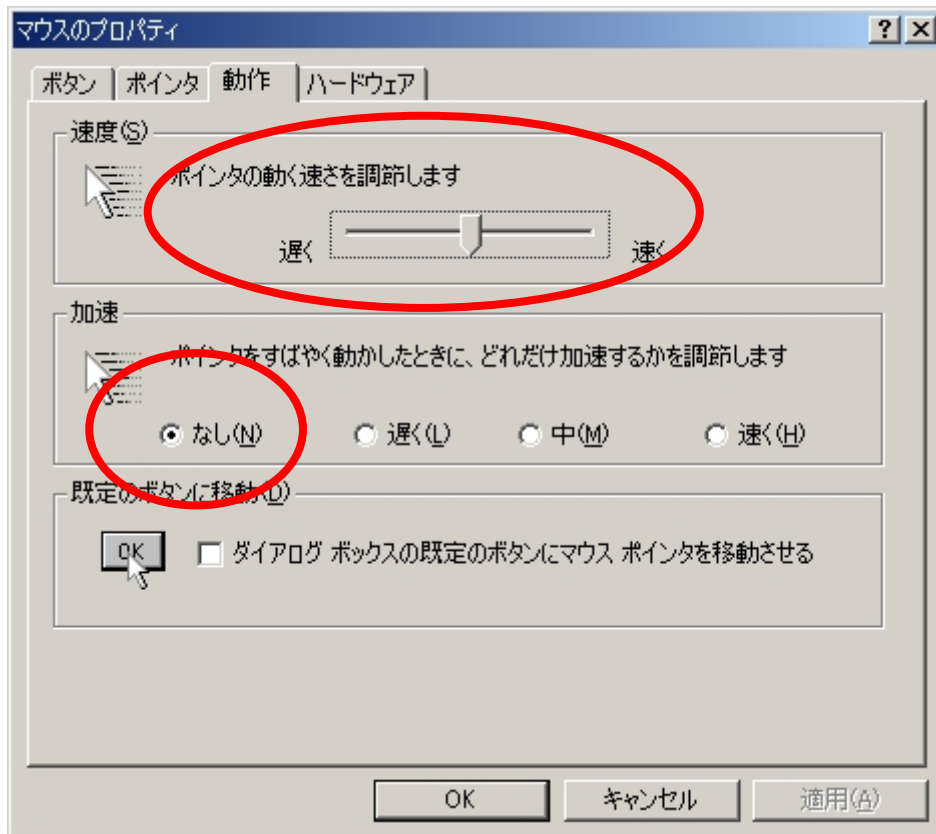 マウスのプロパティ
ボタン ポインタ 動作 ハードウェア
速度(S)
ポインタの動く速さを調節します
遅く 速く
加速
ポインタをすばやく動かしたときに、どれだけ加速するかを調節します
なし(N) 遅く(L) 中(M) 速く(H)
既定のボタンに移動(D)
OK ダイアログ ボックスの既定のボタンにマウス ポインタを移動させる
OK キャンセル 適用(A)